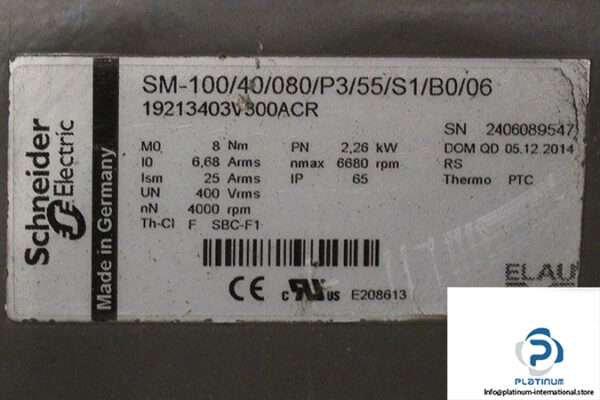 Schneider
Electric
Made in Germany
SM-100/40/080/P3/55/S1/B0/06
19213403V300ACR
SN 2406089547
M0 8 Nm PN 2,26 kW DOM QD 05.12.2014
I0 6,68 Arms nmax 6680 rpm RS
Ism 25 Arms IP 65 Thermo PTC
UN 400 Vrms
nN 4000 rpm
Th-Cl F SBC-F1
CE c RU US E208613
ELAU
PLATINUM
Info@platinum-international.store